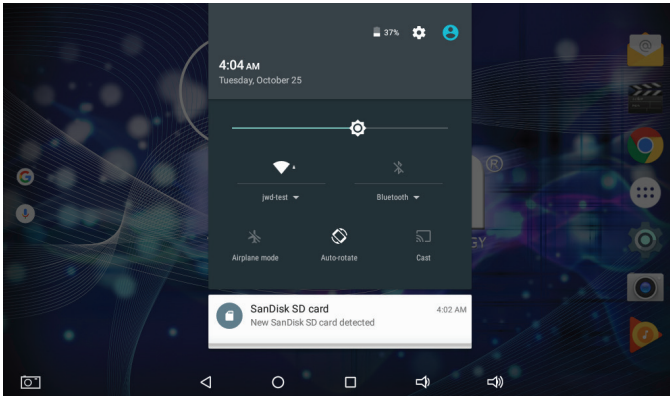 37%
4:04 AM
Tuesday, October 25
®
jwd-test
Bluetooth
GY
Airplane mode
Auto-rotate
Cast
SanDisk SD card
4:02 AM
New SanDisk SD card detected